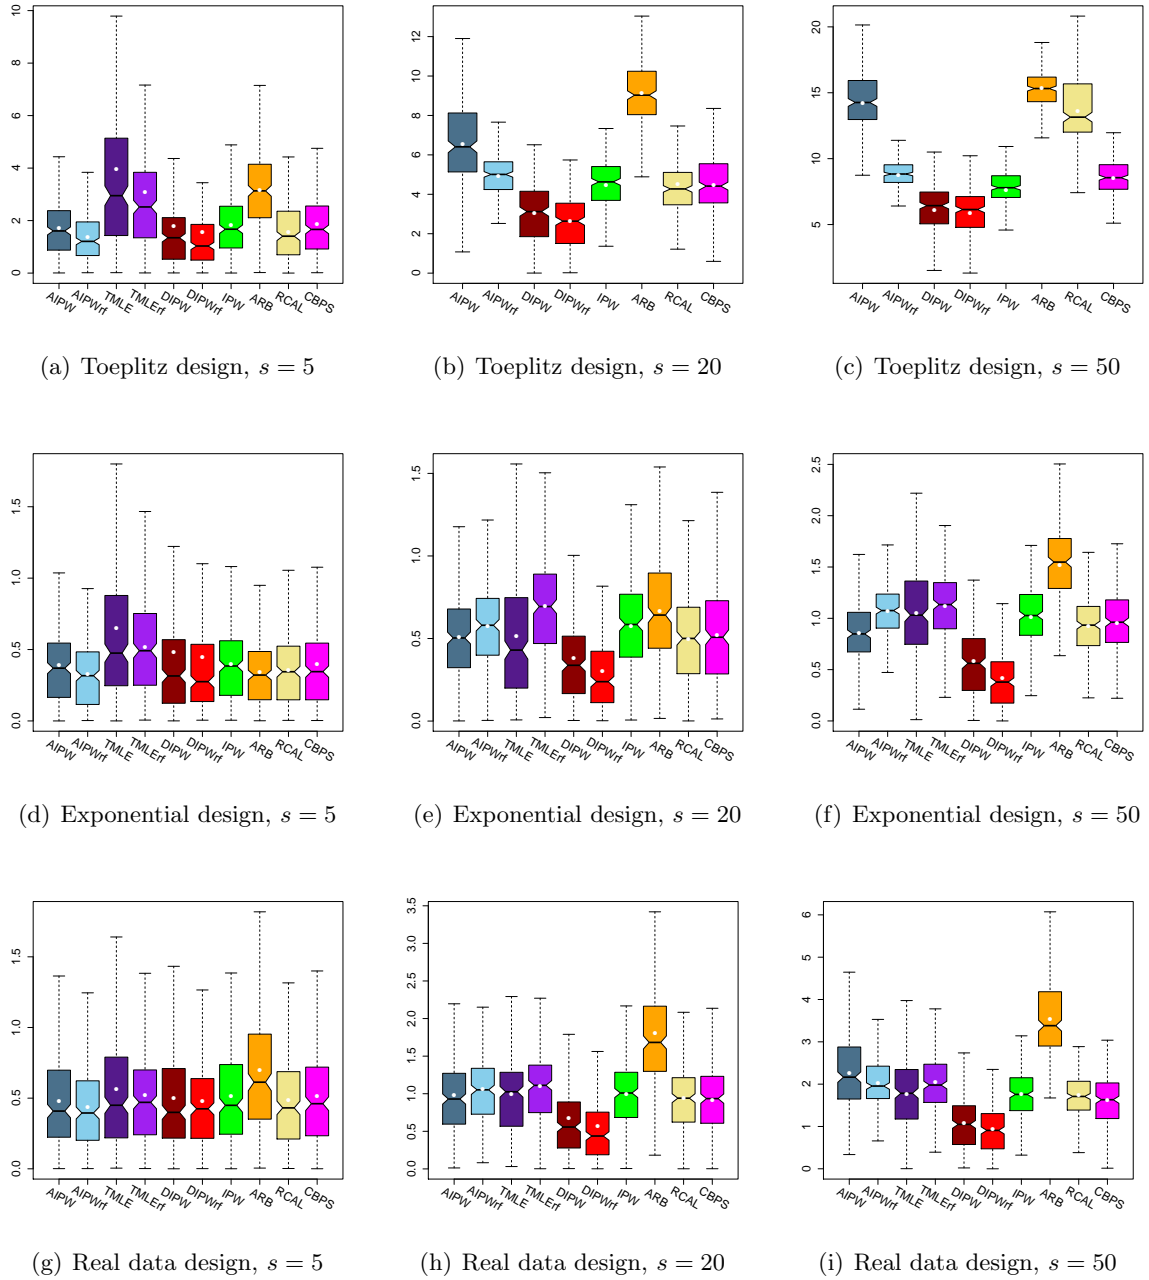 0 2 4 6 8 10
AIPW AIPWrf TMLE TMLErf DIPW DIPWrf IPW ARB RCAL CBPS
(a) Toeplitz design, s = 5
0 2 4 6 8 10 12
AIPW AIPWrf DIPW DIPWrf IPW ARB RCAL CBPS
(b) Toeplitz design, s = 20
5 10 15 20
AIPW AIPWrf DIPW DIPWrf IPW ARB RCAL CBPS
(c) Toeplitz design, s = 50
0.0 0.5 1.0 1.5
AIPW AIPWrf TMLE TMLErf DIPW DIPWrf IPW ARB RCAL CBPS
(d) Exponential design, s = 5
0.0 0.5 1.0 1.5
AIPW AIPWrf TMLE TMLErf DIPW DIPWrf IPW ARB RCAL CBPS
(e) Exponential design, s = 20
0.0 0.5 1.0 1.5 2.0 2.5
AIPW AIPWrf TMLE TMLErf DIPW DIPWrf IPW ARB RCAL CBPS
(f) Exponential design, s = 50
0.0 0.5 1.0 1.5
AIPW AIPWrf TMLE TMLErf DIPW DIPWrf IPW ARB RCAL CBPS
(g) Real data design, s = 5
0.0 0.5 1.0 1.5 2.0 2.5 3.0 3.5
AIPW AIPWrf TMLE TMLErf DIPW DIPWrf IPW ARB RCAL CBPS
(h) Real data design, s = 20
0 1 2 3 4 5 6
AIPW AIPWrf TMLE TMLErf DIPW DIPWrf IPW ARB RCAL CBPS
(i) Real data design, s = 50